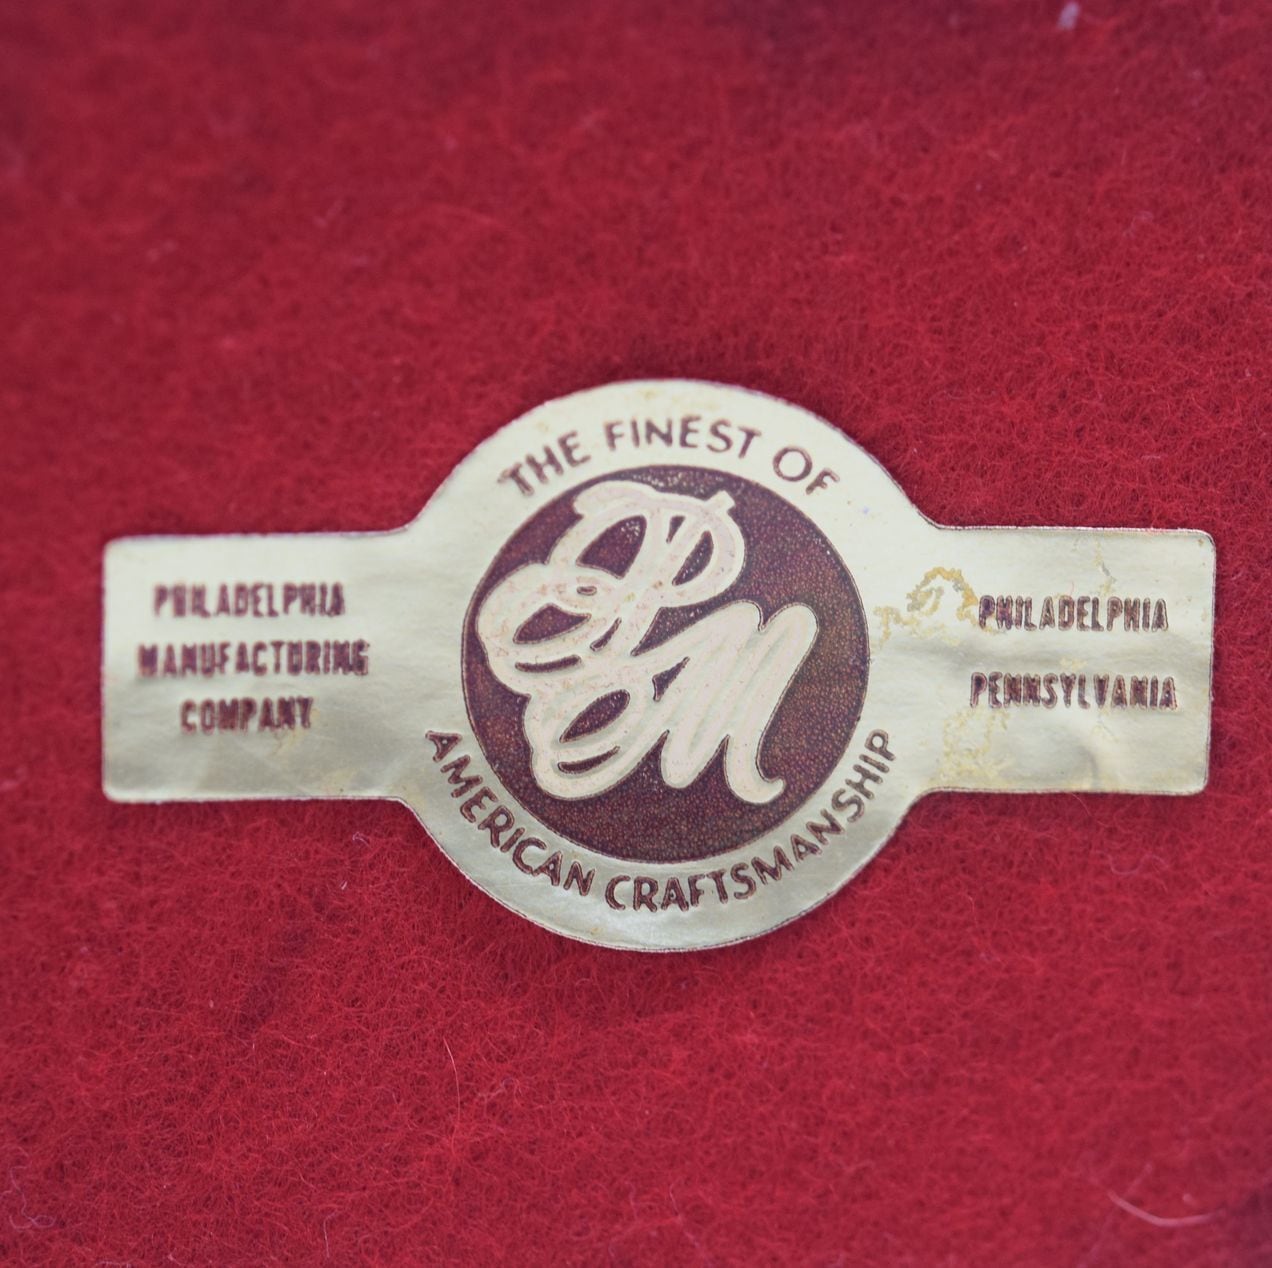 THE FINEST OF
PM
AMERICAN CRAFTSMANSHIP
PHILADELPHIA
MANUFACTURING
COMPANY
PHILADELPHIA
PENNSYLVANIA